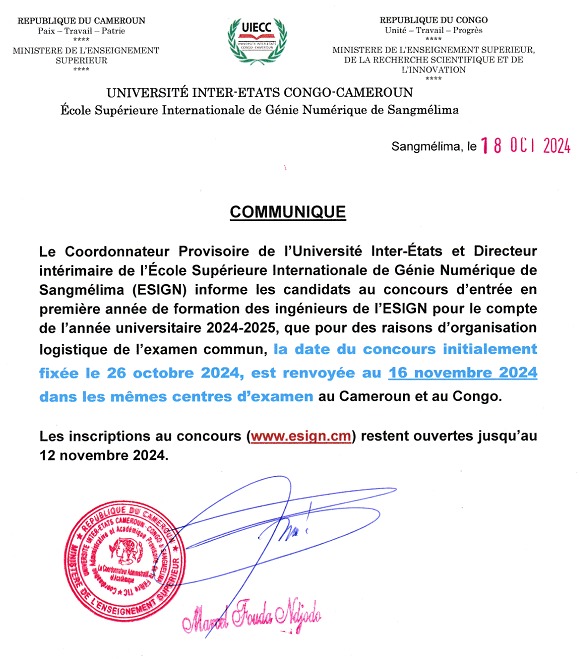 REPUBLIQUE DU CAMEROUN
Paix – Travail – Patrie
****
MINISTERE DE L'ENSEIGNEMENT
SUPERIEUR
****
UIECC
REPUBLIQUE DU CONGO
Unité – Travail – Progrès
****
MINISTERE DE L'ENSEIGNEMENT SUPERIEUR,
DE LA RECHERCHE SCIENTIFIQUE ET DE
L'INNOVATION
****
UNIVERSITÉ INTER-ETATS CONGO-CAMEROUN
École Supérieure Internationale de Génie Numérique de Sangmélima
Sangmélima, le 18 OCT 2024
COMMUNIQUE
Le Coordonnateur Provisoire de l'Université Inter-États et Directeur
intérimaire de l'École Supérieure Internationale de Génie Numérique de
Sangmélima (ESIGN) informe les candidats au concours d'entrée en
première année de formation des ingénieurs de l'ESIGN pour le compte
de l'année universitaire 2024-2025, que pour des raisons d'organisation
logistique de l'examen commun, la date du concours initialement
fixée le 26 octobre 2024, est renvoyée au 16 novembre 2024
dans les mêmes centres d'examen au Cameroun et au Congo.
Les inscriptions au concours (www.esign.cm) restent ouvertes jusqu'au
12 novembre 2024.
REPUBLIQUE DU CAMEROUN
MINISTERE DE L'ENSEIGNEMENT SUPERIEUR
Marcel Fouda Ndjodo